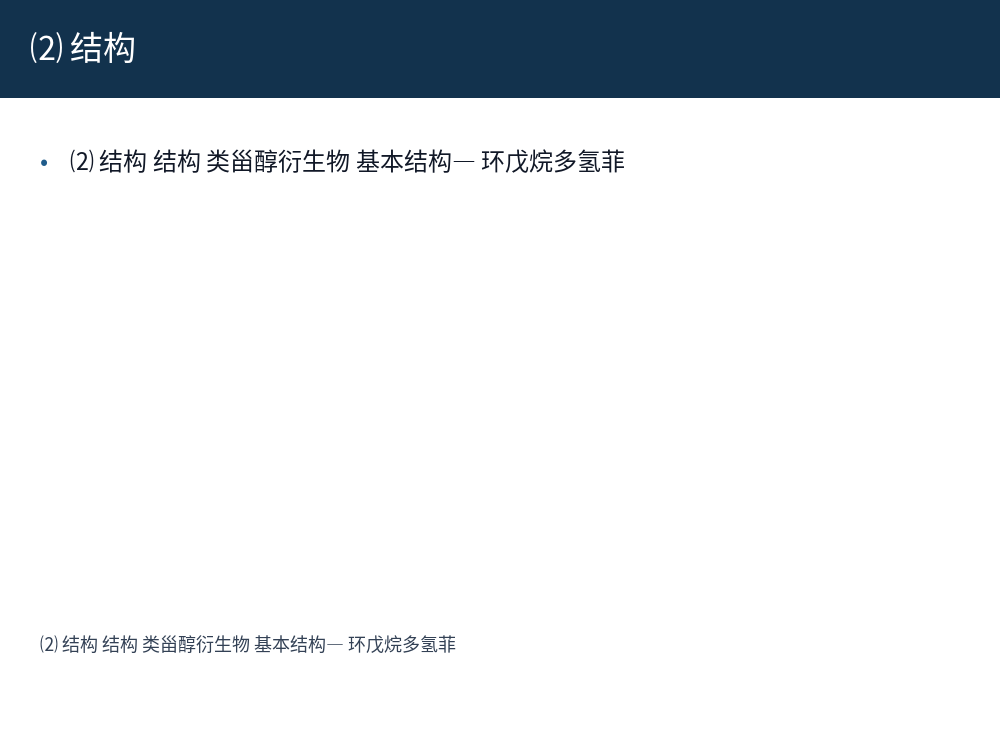 ⑵ 结构
• ⑵ 结构 结构 类甾醇衍生物 基本结构— 环戊烷多氢菲
⑵ 结构 结构 类甾醇衍生物 基本结构— 环戊烷多氢菲